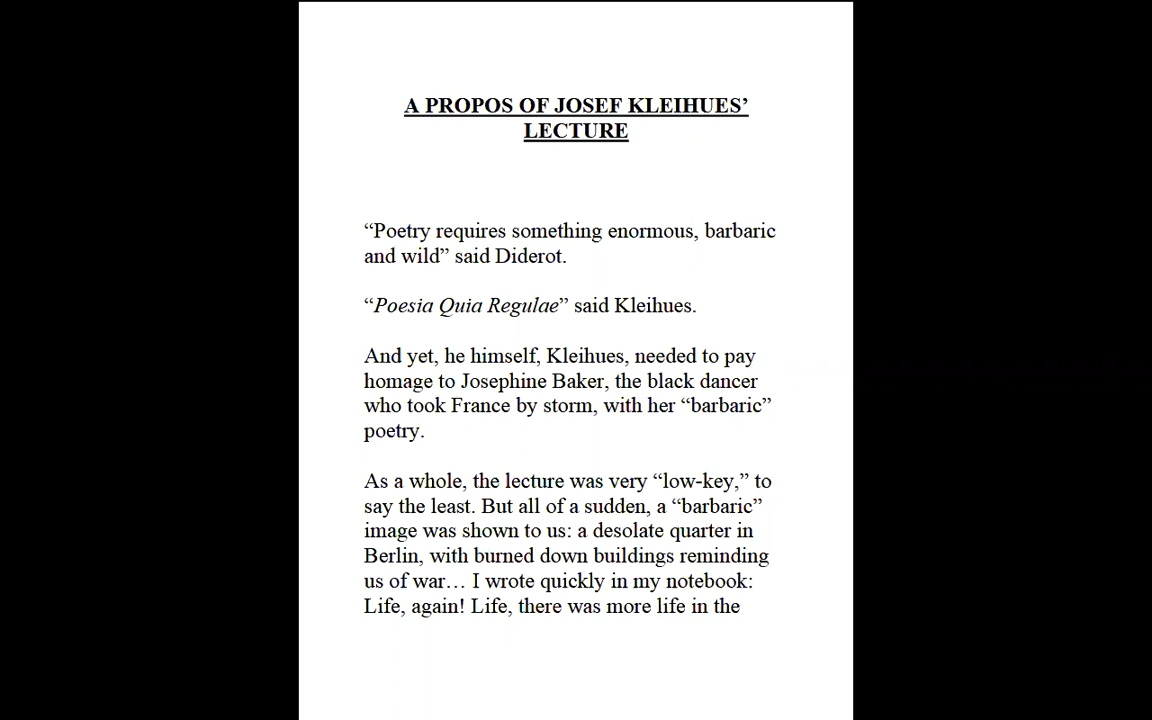 A PROPOS OF JOSEF KLEIHUES’
LECTURE
“Poetry requires something enormous, barbaric
and wild” said Diderot.
“Poesia Quia Regulae” said Kleihues.
And yet, he himself, Kleihues, needed to pay
homage to Josephine Baker, the black dancer
who took France by storm, with her “barbaric”
poetry.
As a whole, the lecture was very “low-key,” to
say the least. But all of a sudden, a “barbaric”
image was shown to us: a desolate quarter in
Berlin, with burned down buildings reminding
us of war… I wrote quickly in my notebook:
Life, again! Life, there was more life in the